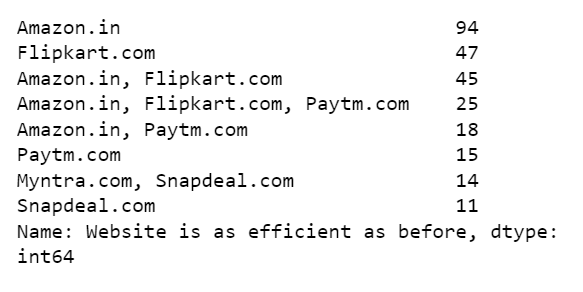 Amazon.in 94
Flipkart.com 47
Amazon.in, Flipkart.com 45
Amazon.in, Flipkart.com, Paytm.com 25
Amazon.in, Paytm.com 18
Paytm.com 15
Myntra.com, Snapdeal.com 14
Snapdeal.com 11
Name: Website is as efficient as before, dtype:
int64